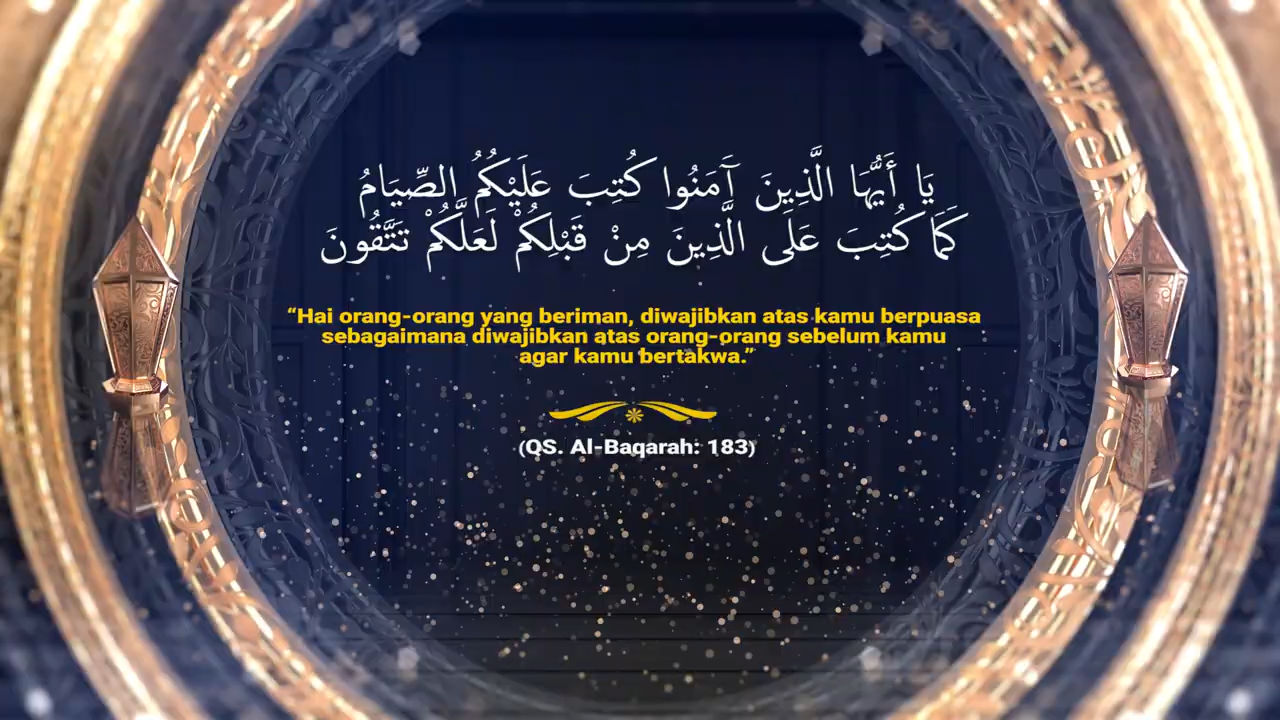 يَا أَيُّهَا الَّذِينَ آمَنُوا كُتِبَ عَلَيْكُمُ الصِّيَامُ
كَمَا كُتِبَ عَلَى الَّذِينَ مِنْ قَبْلِكُمْ لَعَلَّكُمْ تَتَّقُونَ
“Hai orang-orang yang beriman, diwajibkan atas kamu berpuasa
sebagaimana diwajibkan atas orang-orang sebelum kamu
agar kamu bertakwa.”
(QS. Al-Baqarah: 183)